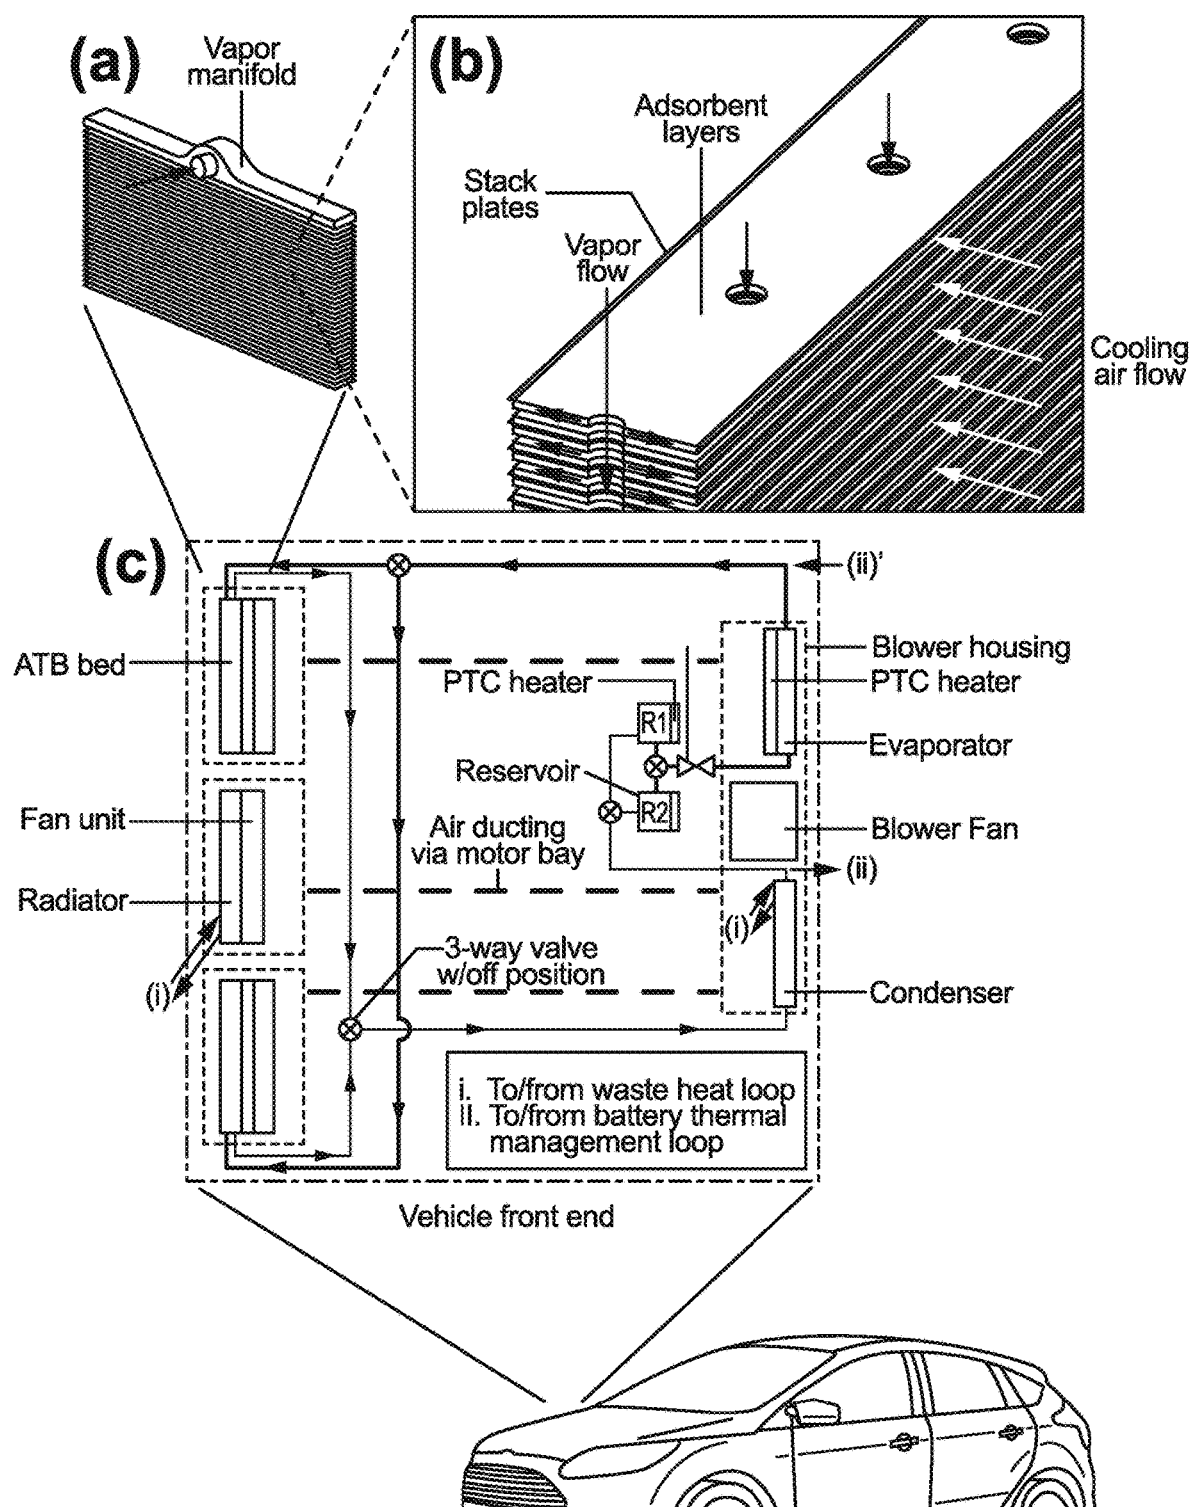 (a)
Vapor
manifold
(b)
Adsorbent
layers
Stack
plates
Vapor
flow
Cooling
air flow
(c)
(ii)'
ATB bed
Blower housing
PTC heater
PTC heater
R1
Evaporator
Reservoir
R2
Fan unit
Air ducting
via motor bay
Blower Fan
(ii)
Radiator
(i)
3-way valve
w/off position
(i)
Condenser
i. To/from waste heat loop
ii. To/from battery thermal
management loop
Vehicle front end